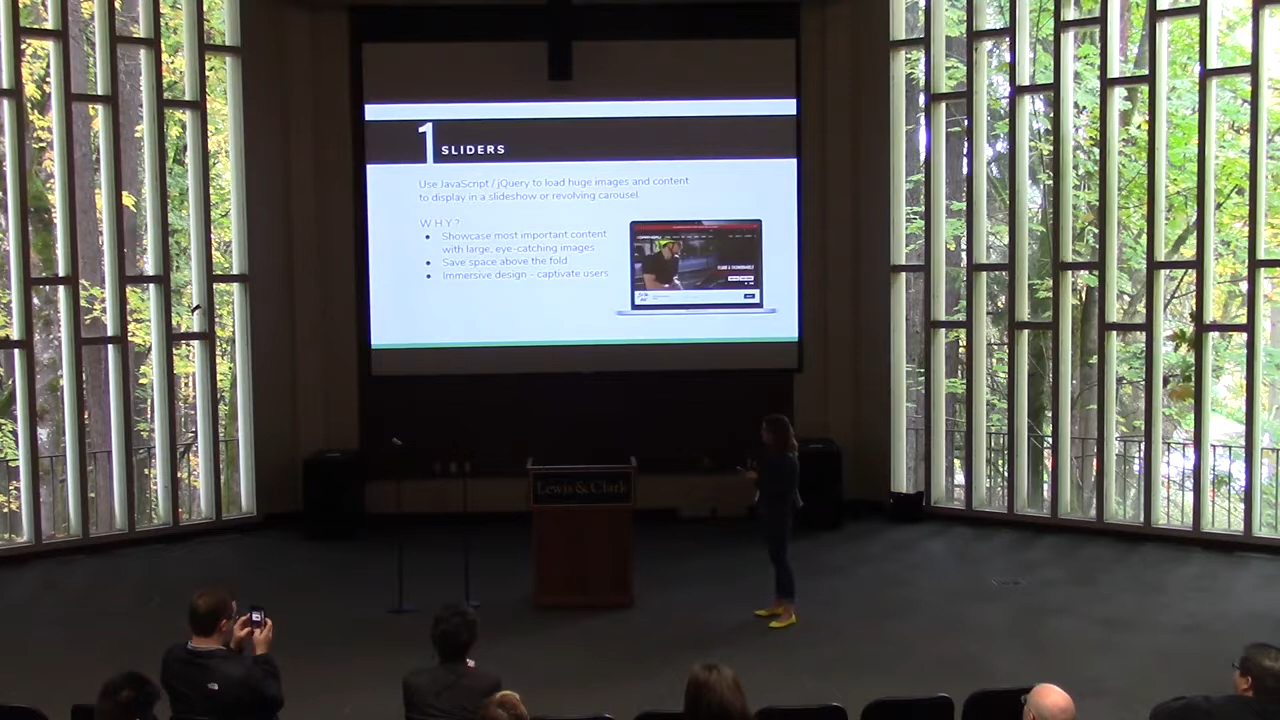 1 SLIDERS
Use JavaScript / jQuery to load huge images and content
to display in a slideshow or revolving carousel.
WHY?
• Showcase most important content
with large, eye-catching images
• Save space above the fold
• Immersive design - captivate users
Lewis & Clark